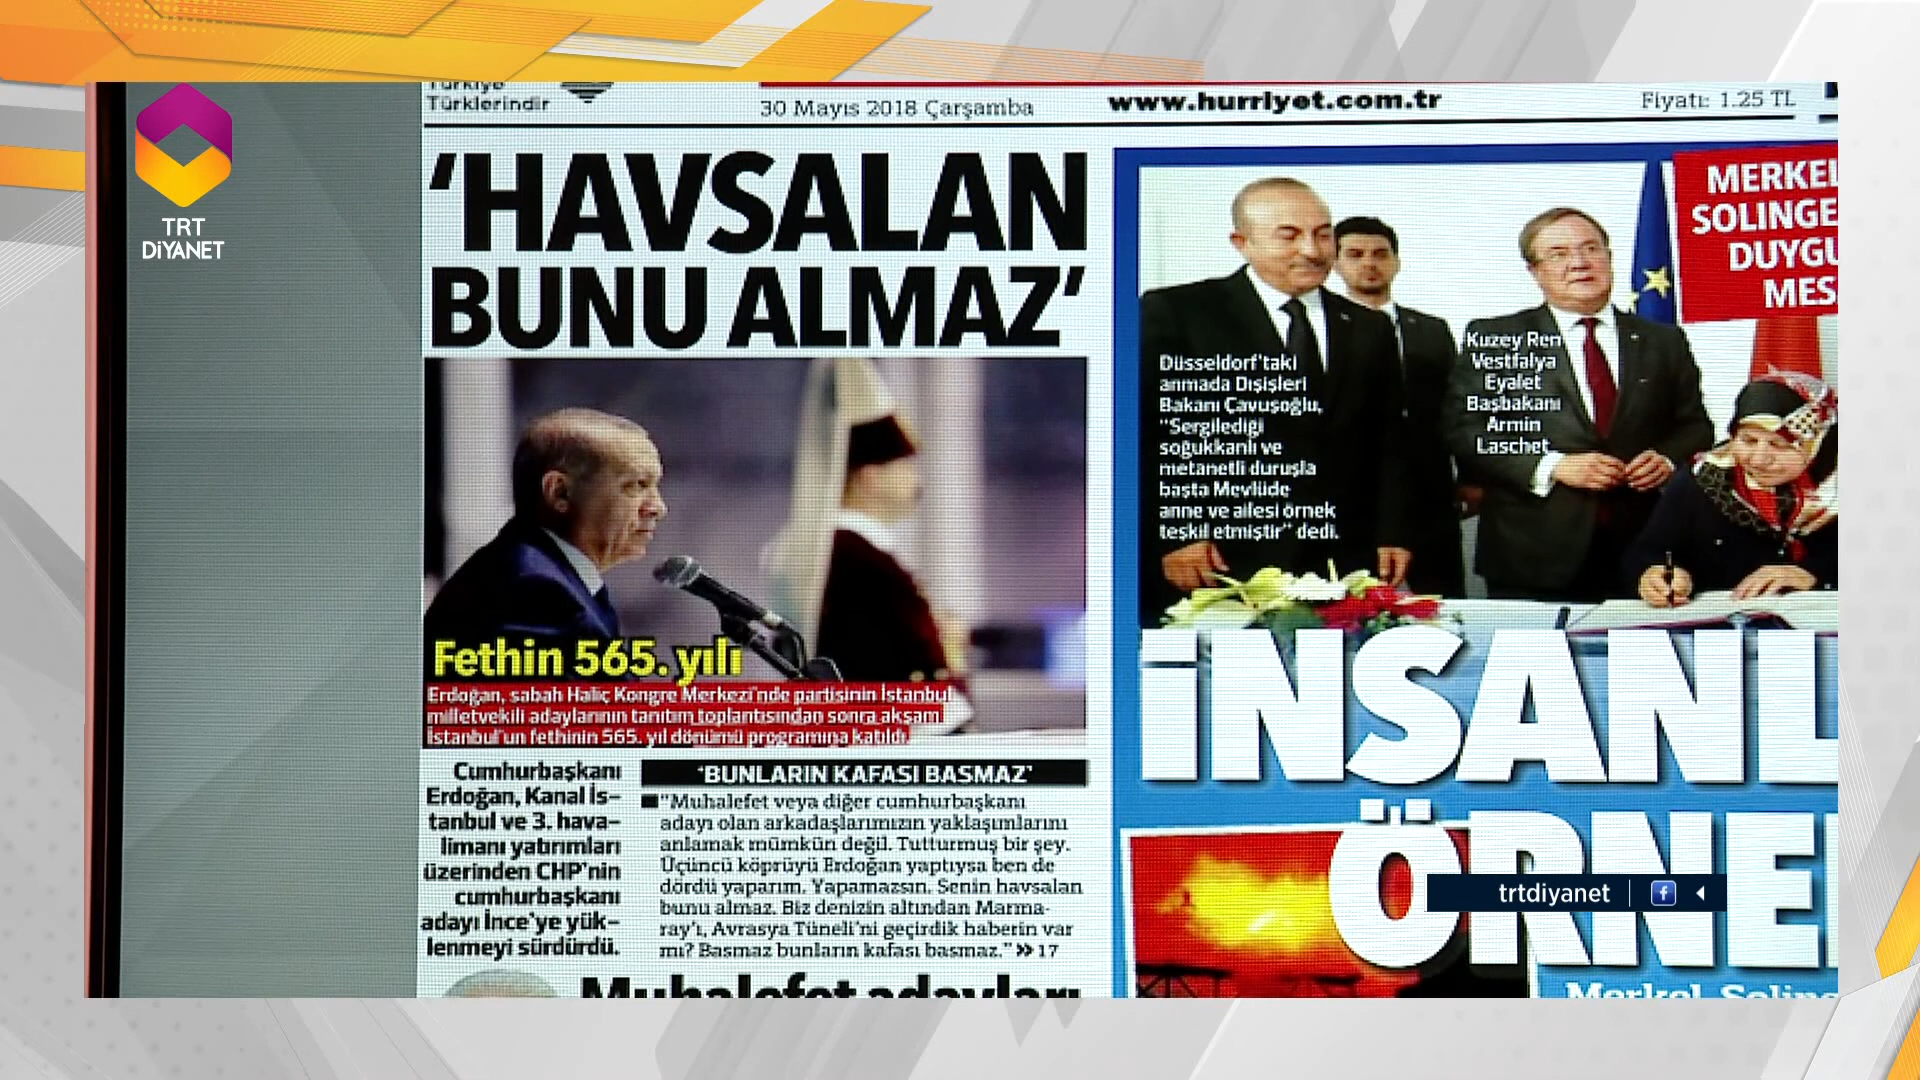 TRT
DİYANET
Türkiye
Türklerindir
30 Mayıs 2018 Çarşamba
www.hurriyet.com.tr
Fiyatı: 1.25 TL
'HAVSALAN
BUNU ALMAZ'
Fethin 565. yılı
Erdoğan, sabah Haliç Kongre Merkezi'nde partisinin İstanbul
milletvekili adaylarının tanıtım toplantısından sonra akşam
İstanbul'un fethinin 565. yıl dönümü programına katıldı.
Cumhurbaşkanı
Erdoğan, Kanal İs-
tanbul ve 3. hava-
limanı yatırımları
üzerinden CHP'nin
cumhurbaşkanı
adayı İnce'ye yük-
lenmeyi sürdürdü.
'BUNLARIN KAFASI BASMAZ'
"Muhalefet veya diğer cumhurbaşkanı
adayı olan arkadaşlarımızın yaklaşımlarını
anlamak mümkün değil. Tutturmuş bir şey.
Üçüncü köprüyü Erdoğan yaptıysa ben de
dördü yaparım. Yapamazsın. Senin havsalan
bunu almaz. Biz denizin altından Marma-
ray'ı, Avrasya Tüneli'ni geçirdik haberin var
mı? Basmaz bunların kafası basmaz." » 17
Muhalefet adayları
MERKEL
SOLINGE
DUYGU
MES
Düsseldorf'taki
anmada Dışişleri
Bakanı Çavuşoğlu,
"Sergilediği
soğukkanlı ve
metanetli duruşla
başta Mevlüde
anne ve ailesi örnek
teşkil etmiştir" dedi.
Kuzey Ren
Vestfalya
Eyalet
Başbakanı
Armin
Laschet
İNSANL
ÖRNE
Merkel, Soling
trtdiyanet